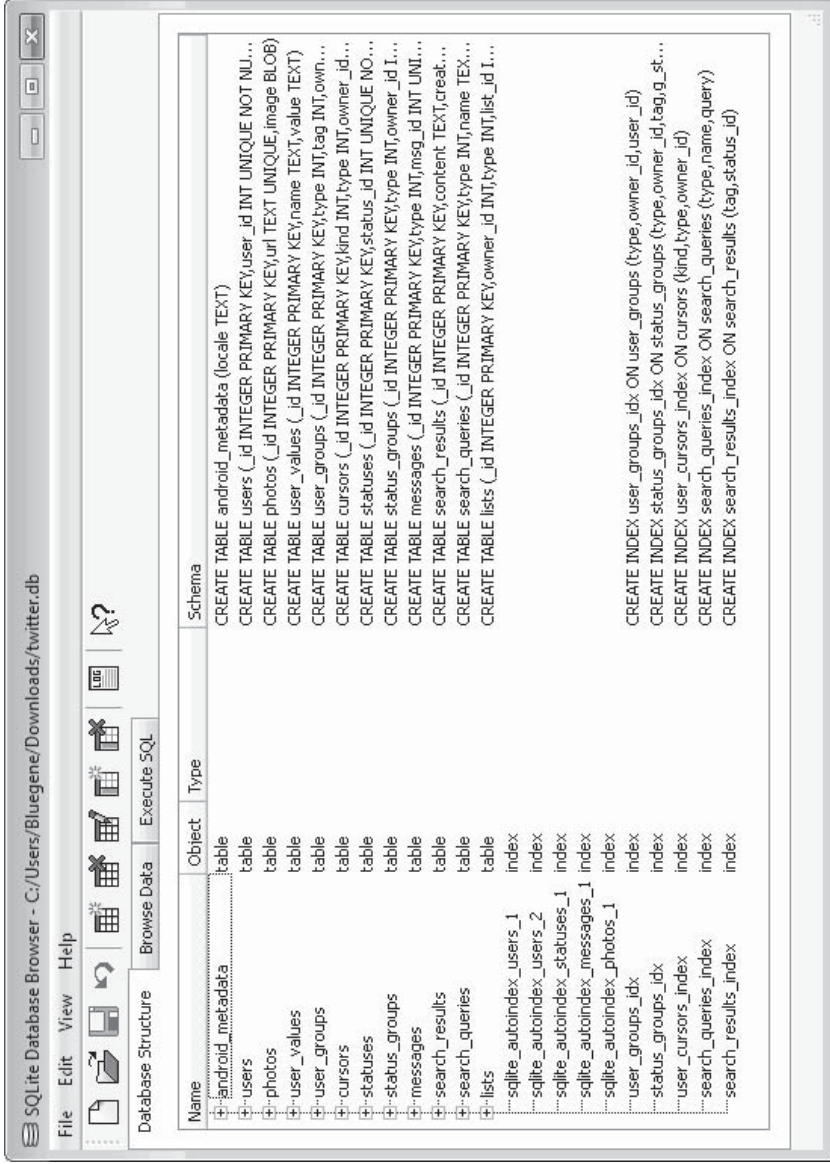 SQLite Database Browser - C:/Users/Bluegene/Downloads/twitter.db
File Edit View Help
LOG
Database Structure Browse Data Execute SQL
Name Object Type Schema
android_metadata table CREATE TABLE android_metadata (locale TEXT)
users table CREATE TABLE users (_id INTEGER PRIMARY KEY,user_id INT UNIQUE NOT NU...
photos table CREATE TABLE photos (_id INTEGER PRIMARY KEY,url TEXT UNIQUE,image BLOB)
user_values table CREATE TABLE user_values (_id INTEGER PRIMARY KEY,name TEXT,value TEXT)
user_groups table CREATE TABLE user_groups (_id INTEGER PRIMARY KEY,type INT,tag INT,own...
cursors table CREATE TABLE cursors (_id INTEGER PRIMARY KEY,kind INT,type INT,owner_id...
statuses table CREATE TABLE statuses (_id INTEGER PRIMARY KEY,status_id INT UNIQUE NO...
status_groups table CREATE TABLE status_groups (_id INTEGER PRIMARY KEY,type INT,owner_id I...
messages table CREATE TABLE messages (_id INTEGER PRIMARY KEY,type INT,msg_id INT UNI...
search_results table CREATE TABLE search_results (_id INTEGER PRIMARY KEY,content TEXT,creat...
search_queries table CREATE TABLE search_queries (_id INTEGER PRIMARY KEY,type INT,name TEX...
lists table CREATE TABLE lists (_id INTEGER PRIMARY KEY,owner_id INT,type INT,list_id I...
sqlite_autoindex_users_1 index
sqlite_autoindex_users_2 index
sqlite_autoindex_statuses_1 index
sqlite_autoindex_messages_1 index
sqlite_autoindex_photos_1 index
user_groups_idx index CREATE INDEX user_groups_idx ON user_groups (type,owner_id,user_id)
status_groups_idx index CREATE INDEX status_groups_idx ON status_groups (type,owner_id,tag,g_st...
user_cursors_index index CREATE INDEX user_cursors_index ON cursors (kind,type,owner_id)
search_queries_index index CREATE INDEX search_queries_index ON search_queries (type,name,query)
search_results_index index CREATE INDEX search_results_index ON search_results (tag,status_id)